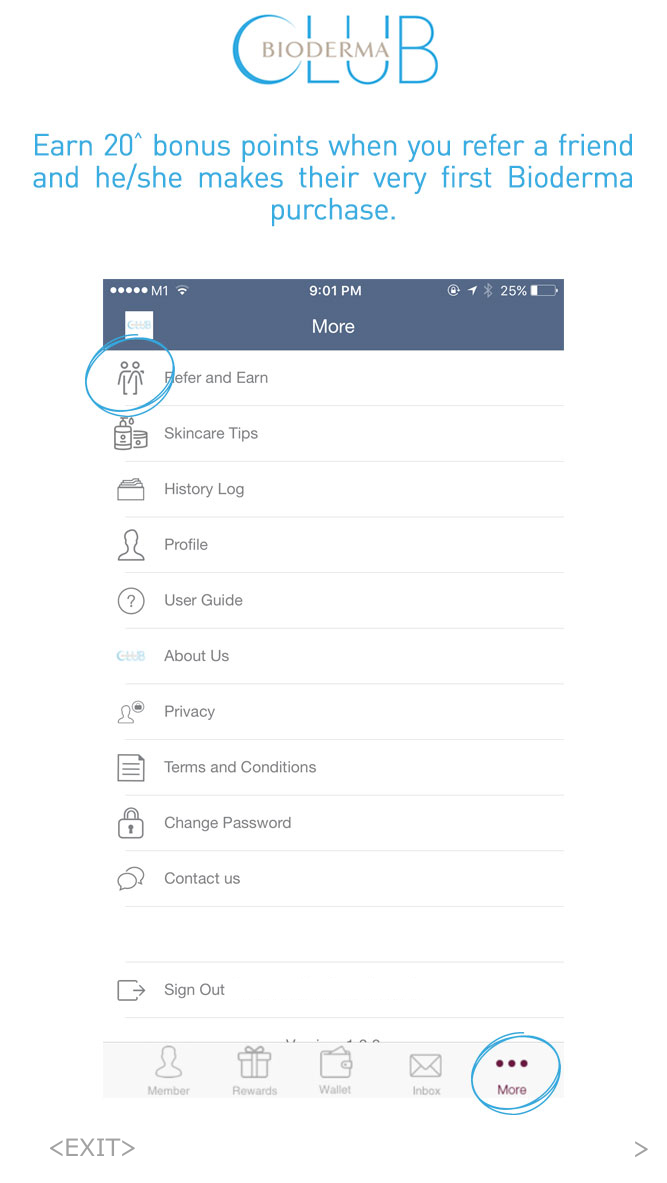 CLUB
BIODERMA
Earn 20^ bonus points when you refer a friend
and he/she makes their very first Bioderma
purchase.
M1 9:01 PM 25%
CLUB More
Refer and Earn
Skincare Tips
History Log
Profile
? User Guide
CLUB About Us
Privacy
Terms and Conditions
Change Password
Contact us
Sign Out
Member Rewards Wallet Inbox More
<EXIT> >